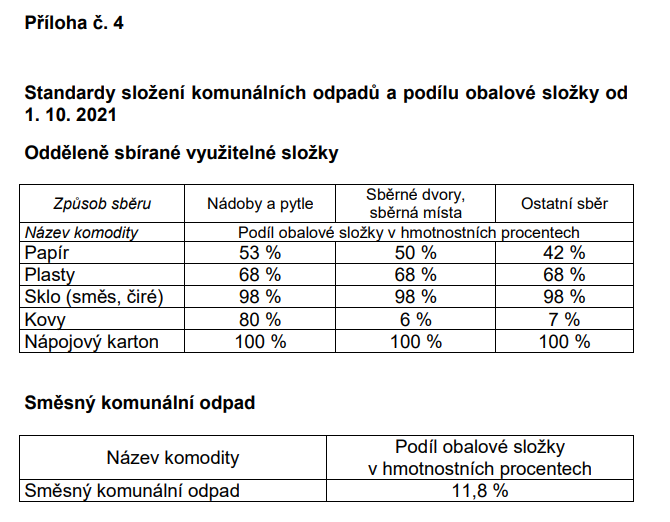 Příloha č. 4
Standardy složení komunálních odpadů a podílu obalové složky od
1. 10. 2021
Odděleně sbírané využitelné složky
Způsob sběru Nádoby a pytle Sběrné dvory, sběrná místa Ostatní sběr
Název komodity Podíl obalové složky v hmotnostních procentech
Papír 53 % 50 % 42 %
Plasty 68 % 68 % 68 %
Sklo (směs, čiré) 98 % 98 % 98 %
Kovy 80 % 6 % 7 %
Nápojový karton 100 % 100 % 100 %
Směsný komunální odpad
Název komodity Podíl obalové složky v hmotnostních procentech
Směsný komunální odpad 11,8 %